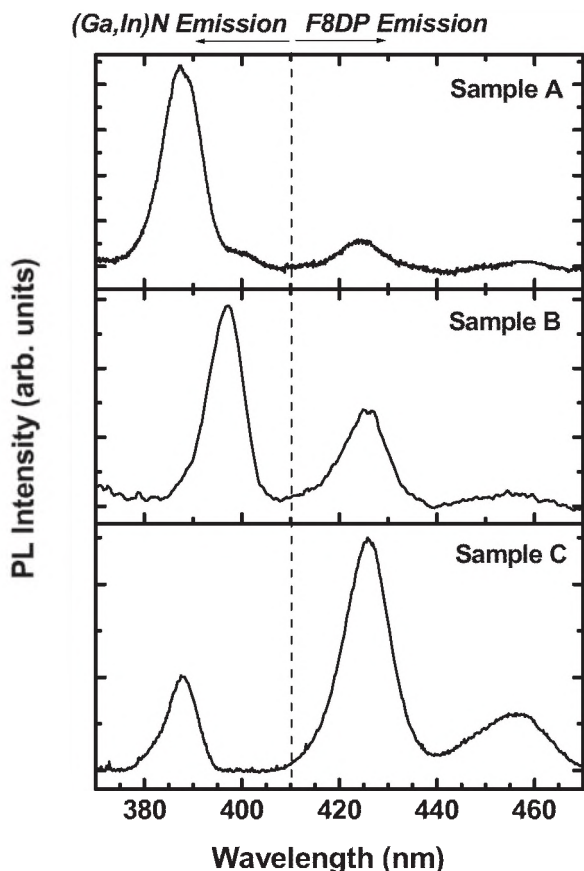 (Ga,In)N Emission F8DP Emission
Sample A
Sample B
Sample C
PL Intensity (arb. units)
380 400 420 440 460
Wavelength (nm)